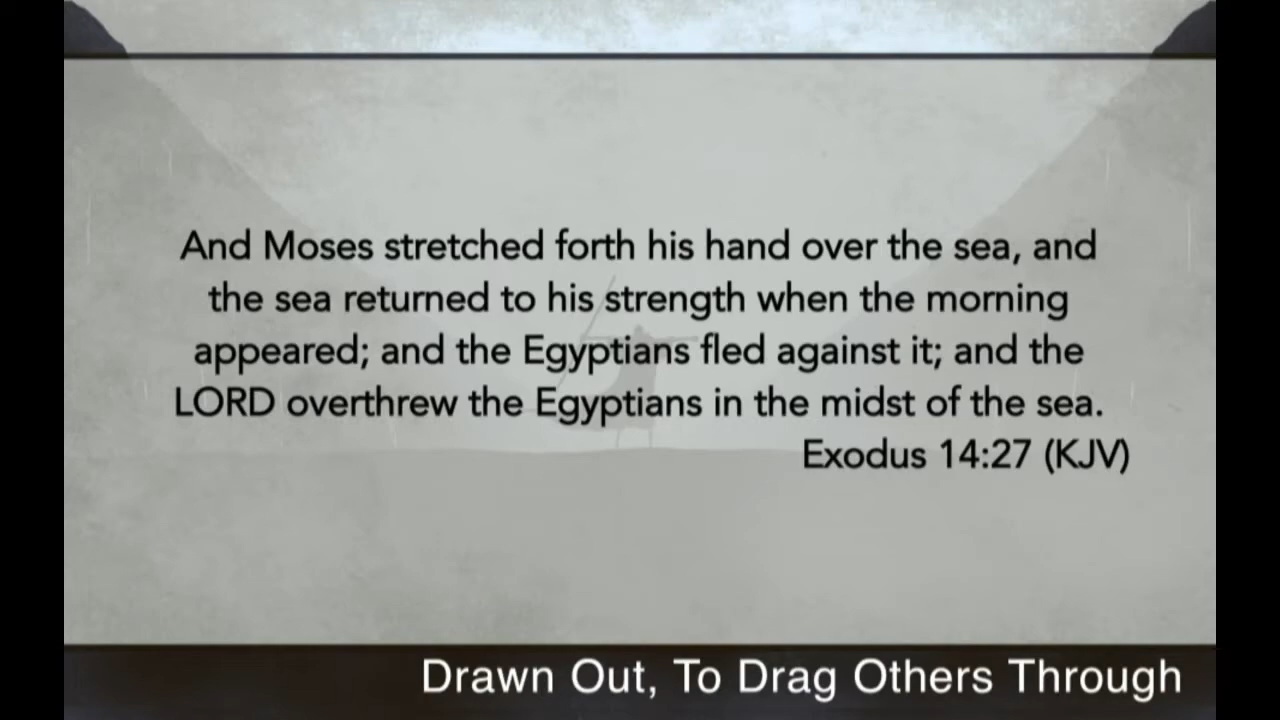 And Moses stretched forth his hand over the sea, and
the sea returned to his strength when the morning
appeared; and the Egyptians fled against it; and the
LORD overthrew the Egyptians in the midst of the sea.
Exodus 14:27 (KJV)
Drawn Out, To Drag Others Through